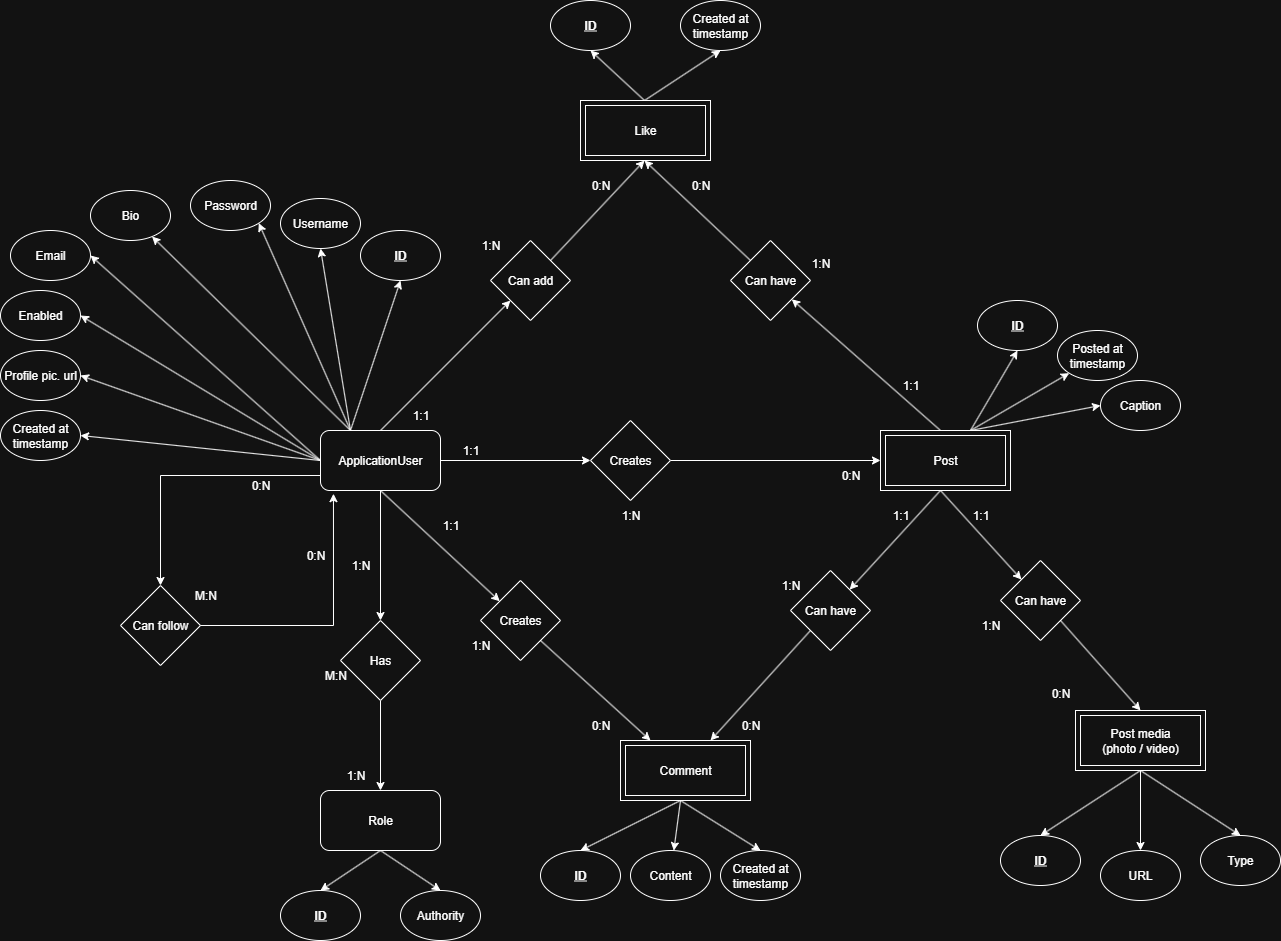 ID
Created at
timestamp
Like
0:N
0:N
Password
Bio
Username
Email
ID
1:N
Can add
Can have
1:N
Enabled
ID
Posted at
timestamp
Profile pic. url
1:1
Caption
Created at
timestamp
1:1
ApplicationUser
1:1
Creates
Post
0:N
0:N
1:N
1:1
1:1
1:1
0:N
1:N
1:N
M:N
Can follow
Creates
Can have
Can have
1:N
1:N
Has
M:N
0:N
0:N
0:N
Post media
(photo / video)
1:N
Comment
Role
ID
Content
Created at
timestamp
ID
URL
Type
ID
Authority